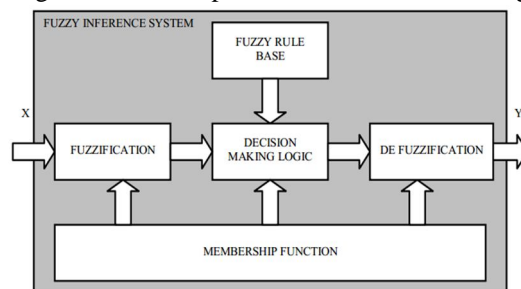 FUZZY INFERENCE SYSTEM
FUZZY RULE
BASE
X
Y
FUZZIFICATION
DECISION
MAKING LOGIC
DE FUZZIFICATION
MEMBERSHIP FUNCTION